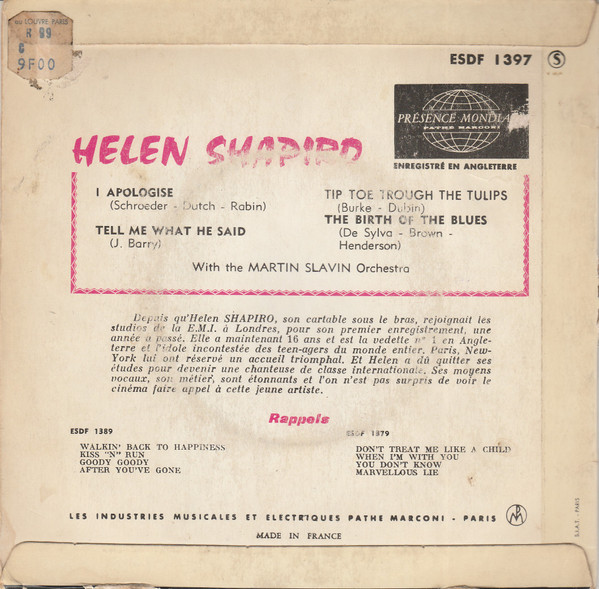 au LOUVRE PARIS
R 99
6
9F00
ESDF 1397 S
PRÉSENCE MONDIALE
PATHE MARCONI
ENREGISTRÉ EN ANGLETERRE
HELEN SHAPIRO
I APOLOGISE
(Schroeder - Dutch - Rabin)
TELL ME WHAT HE SAID
(J. Barry)
TIP TOE TROUGH THE TULIPS
(Burke - Dubin)
THE BIRTH OF THE BLUES
(De Sylva - Brown -
Henderson)
With the MARTIN SLAVIN Orchestra
Depuis qu'Helen SHAPIRO, son cartable sous le bras, rejoignait les
studios de la E.M.I. à Londres, pour son premier enregistrement, une
année a passé. Elle a maintenant 16 ans et est la vedette n° 1 en Angle-
terre et l'idole incontestée des teen-agers du monde entier. Paris, New-
York lui ont réservé un accueil triomphal. Et Helen a dû quitter ses
études pour devenir une chanteuse de classe internationale. Ses moyens
vocaux, son métier, sont étonnants et l'on n'est pas surpris de voir le
cinéma faire appel à cette jeune artiste.
Rappels
ESDF 1389
WALKIN' BACK TO HAPPINESS
KISS "N" RUN
GOODY GOODY
AFTER YOU'VE GONE
ESDF 1379
DON'T TREAT ME LIKE A CHILD
WHEN I'M WITH YOU
YOU DON'T KNOW
MARVELLOUS LIE
LES INDUSTRIES MUSICALES ET ELECTRIQUES PATHE MARCONI - PARIS
MADE IN FRANCE
S.I.A.T. - PARIS